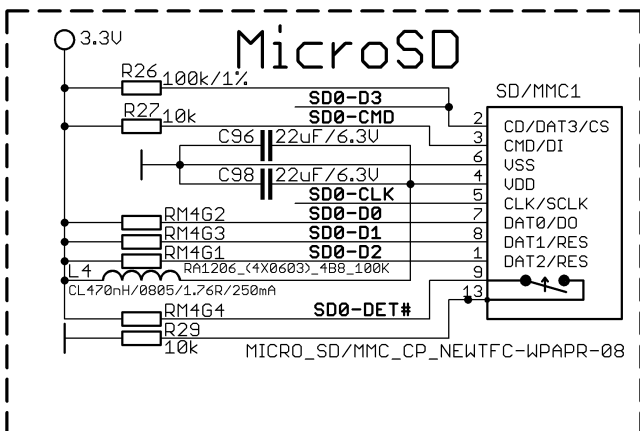 3.3V
MicroSD
R26
100k/1%
SD/MMC1
SD0-D3
R27
10k
SD0-CMD
2
CD/DAT3/CS
C96
22uF/6.3V
3
CMD/DI
6
VSS
C98
22uF/6.3V
4
VDD
SD0-CLK
5
CLK/SCLK
RM4G2
SD0-D0
7
DAT0/DO
RM4G3
SD0-D1
8
DAT1/RES
RM4G1
SD0-D2
1
DAT2/RES
L4
RA1206_(4X0603)_4B8_100K
9
CL470nH/0805/1.76R/250mA
13
RM4G4
SD0-DET#
R29
10k
MICRO_SD/MMC_CP_NEWTFC-WPAPR-08